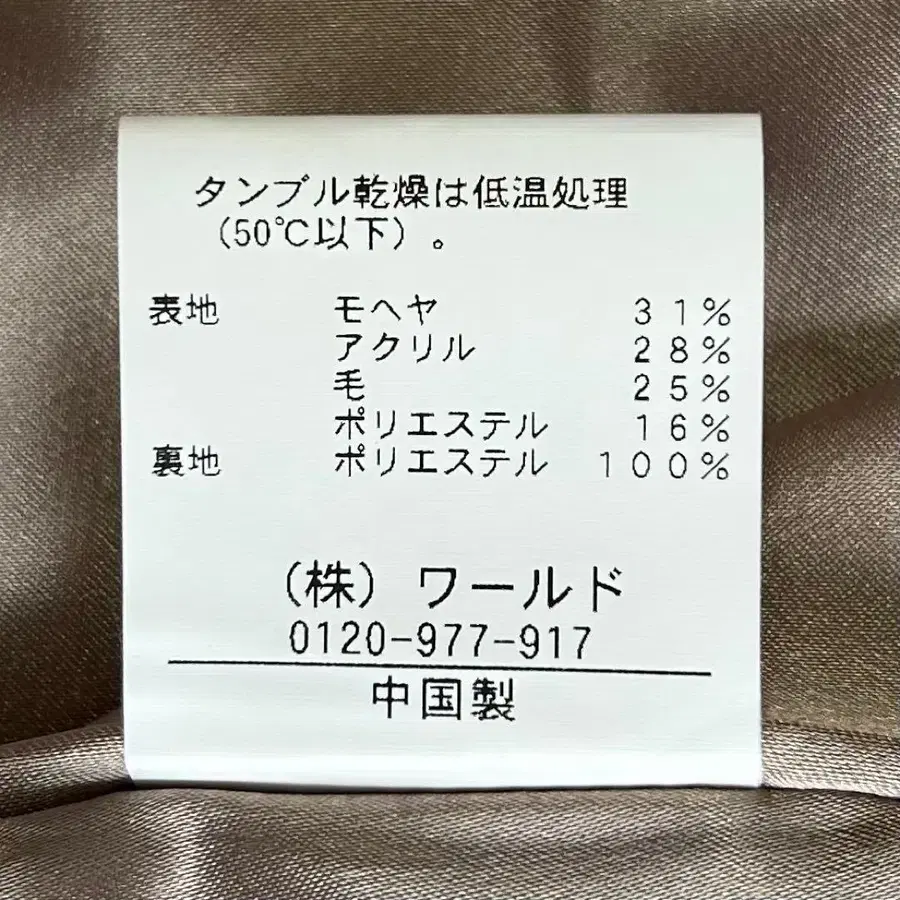 タンブル乾燥は低温処理
（50℃以下）。
表地 モヘヤ 31%
アクリル 28%
毛 25%
ポリエステル 16%
裏地 ポリエステル 100%
（株）ワールド
0120-977-917
中国製